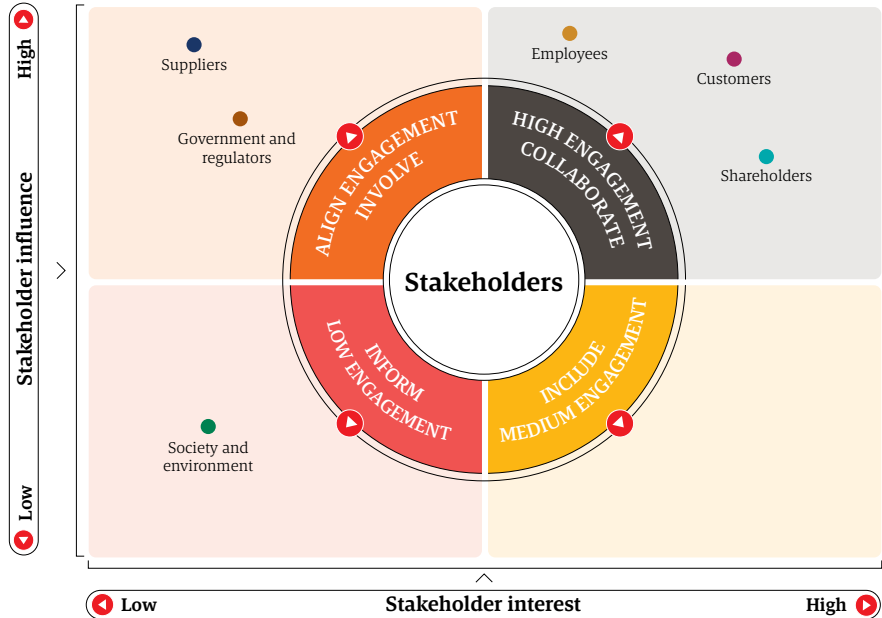 High
Stakeholder influence
Low
Suppliers
Government and
regulators
Employees
Customers
Shareholders
ALIGN ENGAGEMENT
INVOLVE
HIGH ENGAGEMENT
COLLABORATE
Stakeholders
INFORM
LOW ENGAGEMENT
INCLUDE
MEDIUM ENGAGEMENT
Society and
environment
Low
Stakeholder interest
High